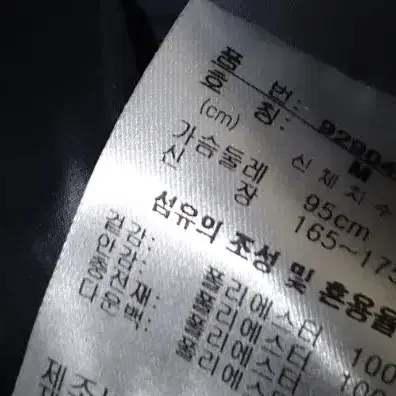 품 번: 92904
호 칭: M
(cm) 신체치수
가슴둘레 95cm
신 장 165~175
섬유의 조성 및 혼용율
겉감: 폴리에스터 100
안감: 폴리에스터 100
충전재: 폴리에스터 100
다운백: 폴리에스터
제조